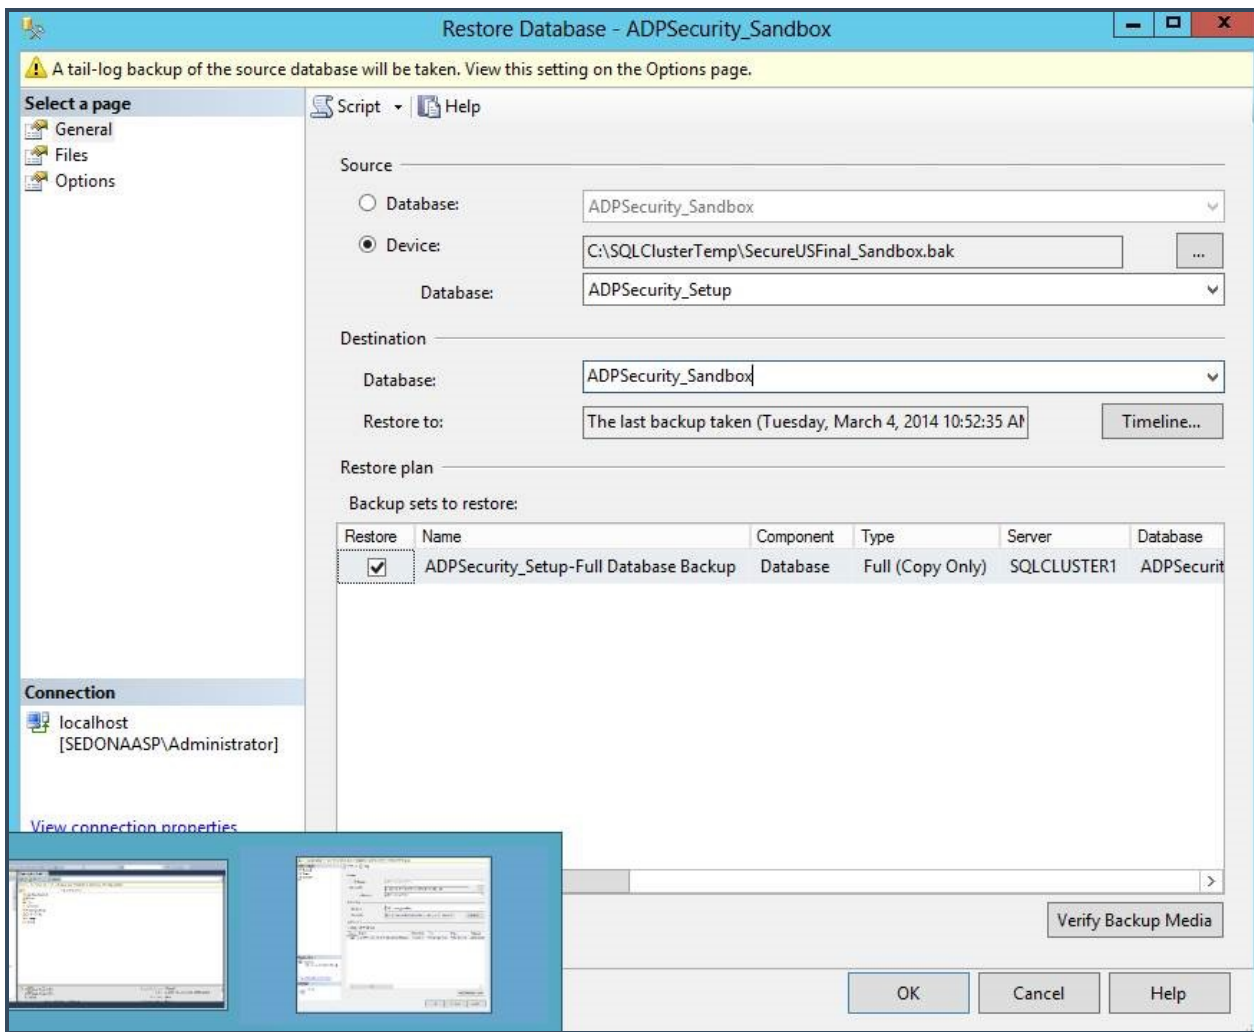 Restore Database - ADPSecurity_Sandbox
A tail-log backup of the source database will be taken. View this setting on the Options page.
Select a page
General
Files
Options
Script Help
Source
Database: ADPSecurity_Sandbox
Device: C:\SQLClusterTemp\SecureUSFinal_Sandbox.bak ...
Database: ADPSecurity_Setup
Destination
Database: ADPSecurity_Sandbox
Restore to: The last backup taken (Tuesday, March 4, 2014 10:52:35 AM Timeline...
Restore plan
Backup sets to restore:
Restore Name Component Type Server Database
ADPSecurity_Setup-Full Database Backup Database Full (Copy Only) SQLCLUSTER1 ADPSecurit
Connection
localhost
[SEDONAASP\Administrator]
View connection properties
Verify Backup Media
OK Cancel Help